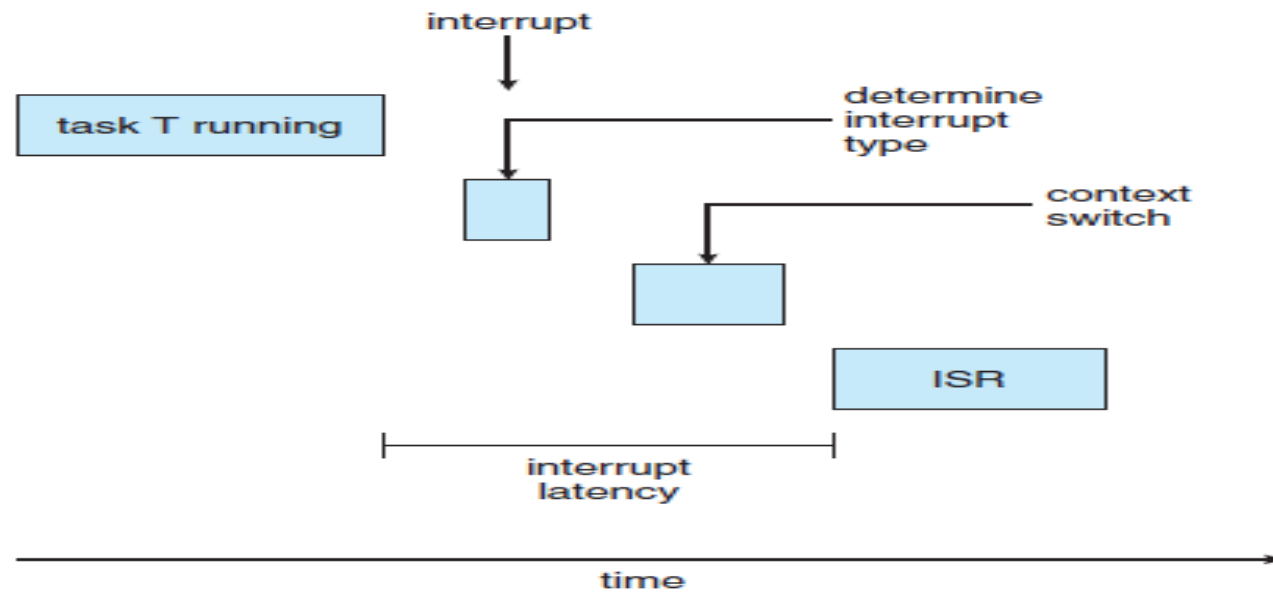 interrupt
task T running
determine
interrupt
type
context
switch
ISR
interrupt
latency
time